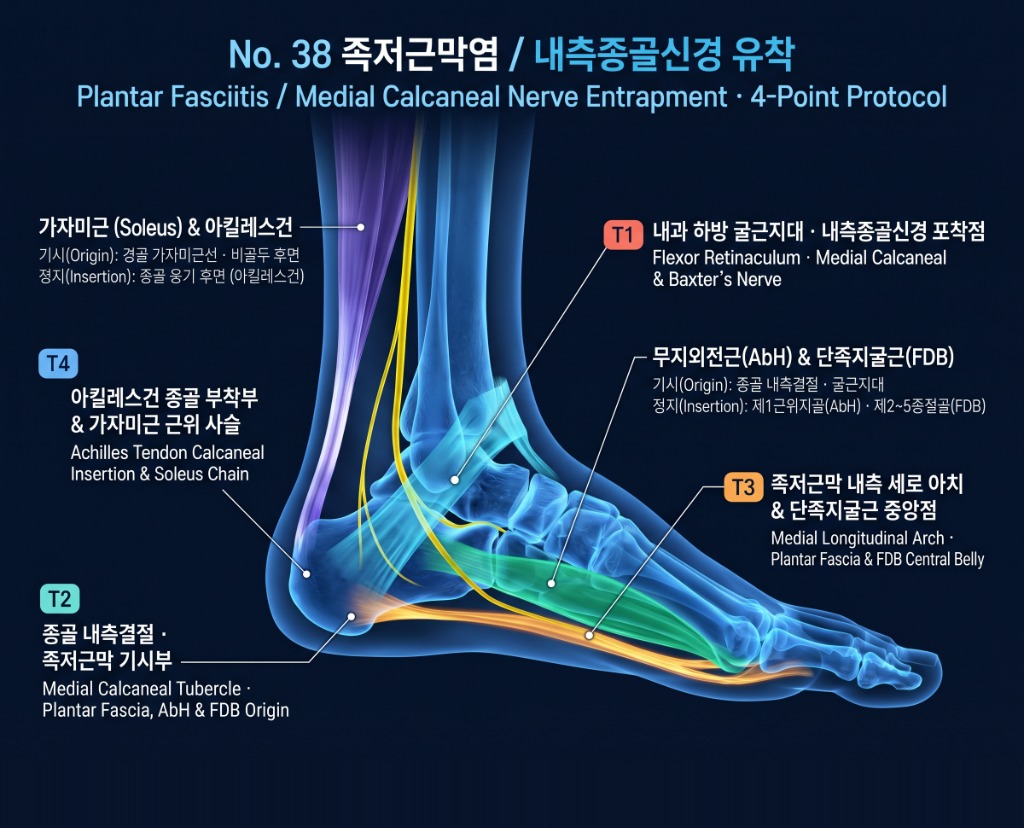 No. 38 족저근막염 / 내측종골신경 유착
Plantar Fasciitis / Medial Calcaneal Nerve Entrapment · 4-Point Protocol
가자미근 (Soleus) & 아킬레스건
기시(Origin): 경골 가자미근선 · 비골두 후면
정지(Insertion): 종골 융기 후면 (아킬레스건)
T1
내과 하방 굴근지대 · 내측종골신경 포착점
Flexor Retinaculum · Medial Calcaneal
& Baxter's Nerve
T4
아킬레스건 종골 부착부
& 가자미근 근위 사슬
Achilles Tendon Calcaneal
Insertion & Soleus Chain
무지외전근(AbH) & 단족지굴근(FDB)
기시(Origin): 종골 내측결절 · 굴근지대
정지(Insertion): 제1근위지골(AbH) · 제2~5중절골(FDB)
T3
족저근막 내측 세로 아치
& 단족지굴근 중앙점
Medial Longitudinal Arch ·
Plantar Fascia & FDB Central Belly
T2
종골 내측결절 ·
족저근막 기시부
Medial Calcaneal Tubercle ·
Plantar Fascia, AbH & FDB Origin